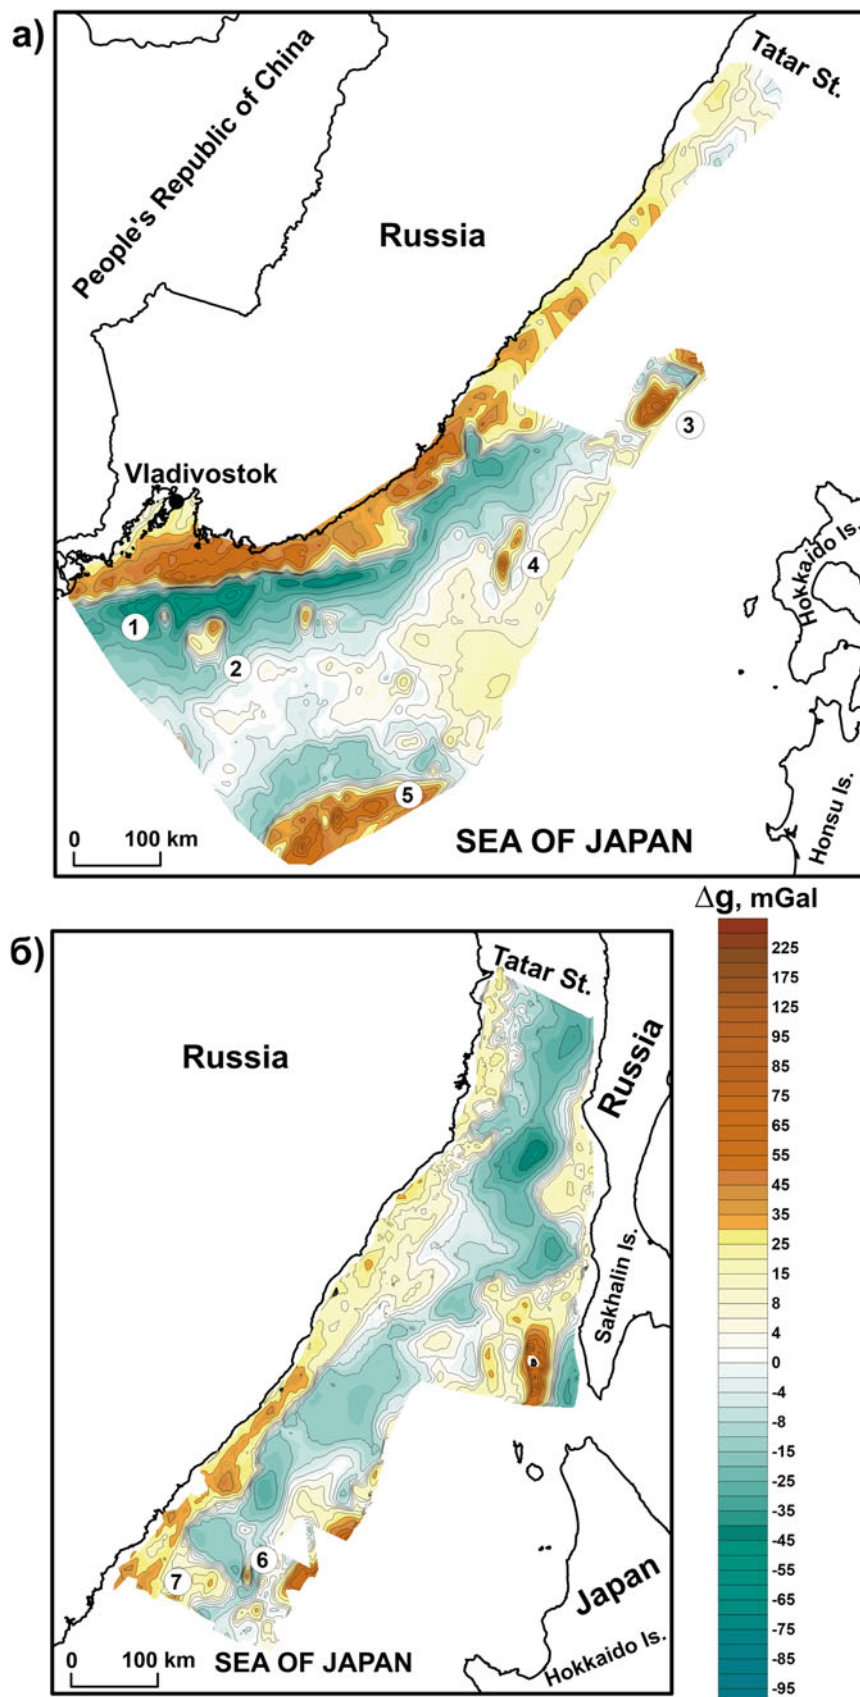 а)
Tatar St.
People's Republic of China
Russia
Vladivostok
3
4
1
2
5
Hokkaido Is.
Honsu Is.
0 100 km
SEA OF JAPAN
Δg, mGal
225
175
125
95
85
75
65
55
45
35
25
15
8
4
0
-4
-8
-15
-25
-35
-45
-55
-65
-75
-85
-95
б)
Tatar St.
Russia
Russia
Sakhalin Is.
6
7
Japan
Hokkaido Is.
0 100 km
SEA OF JAPAN